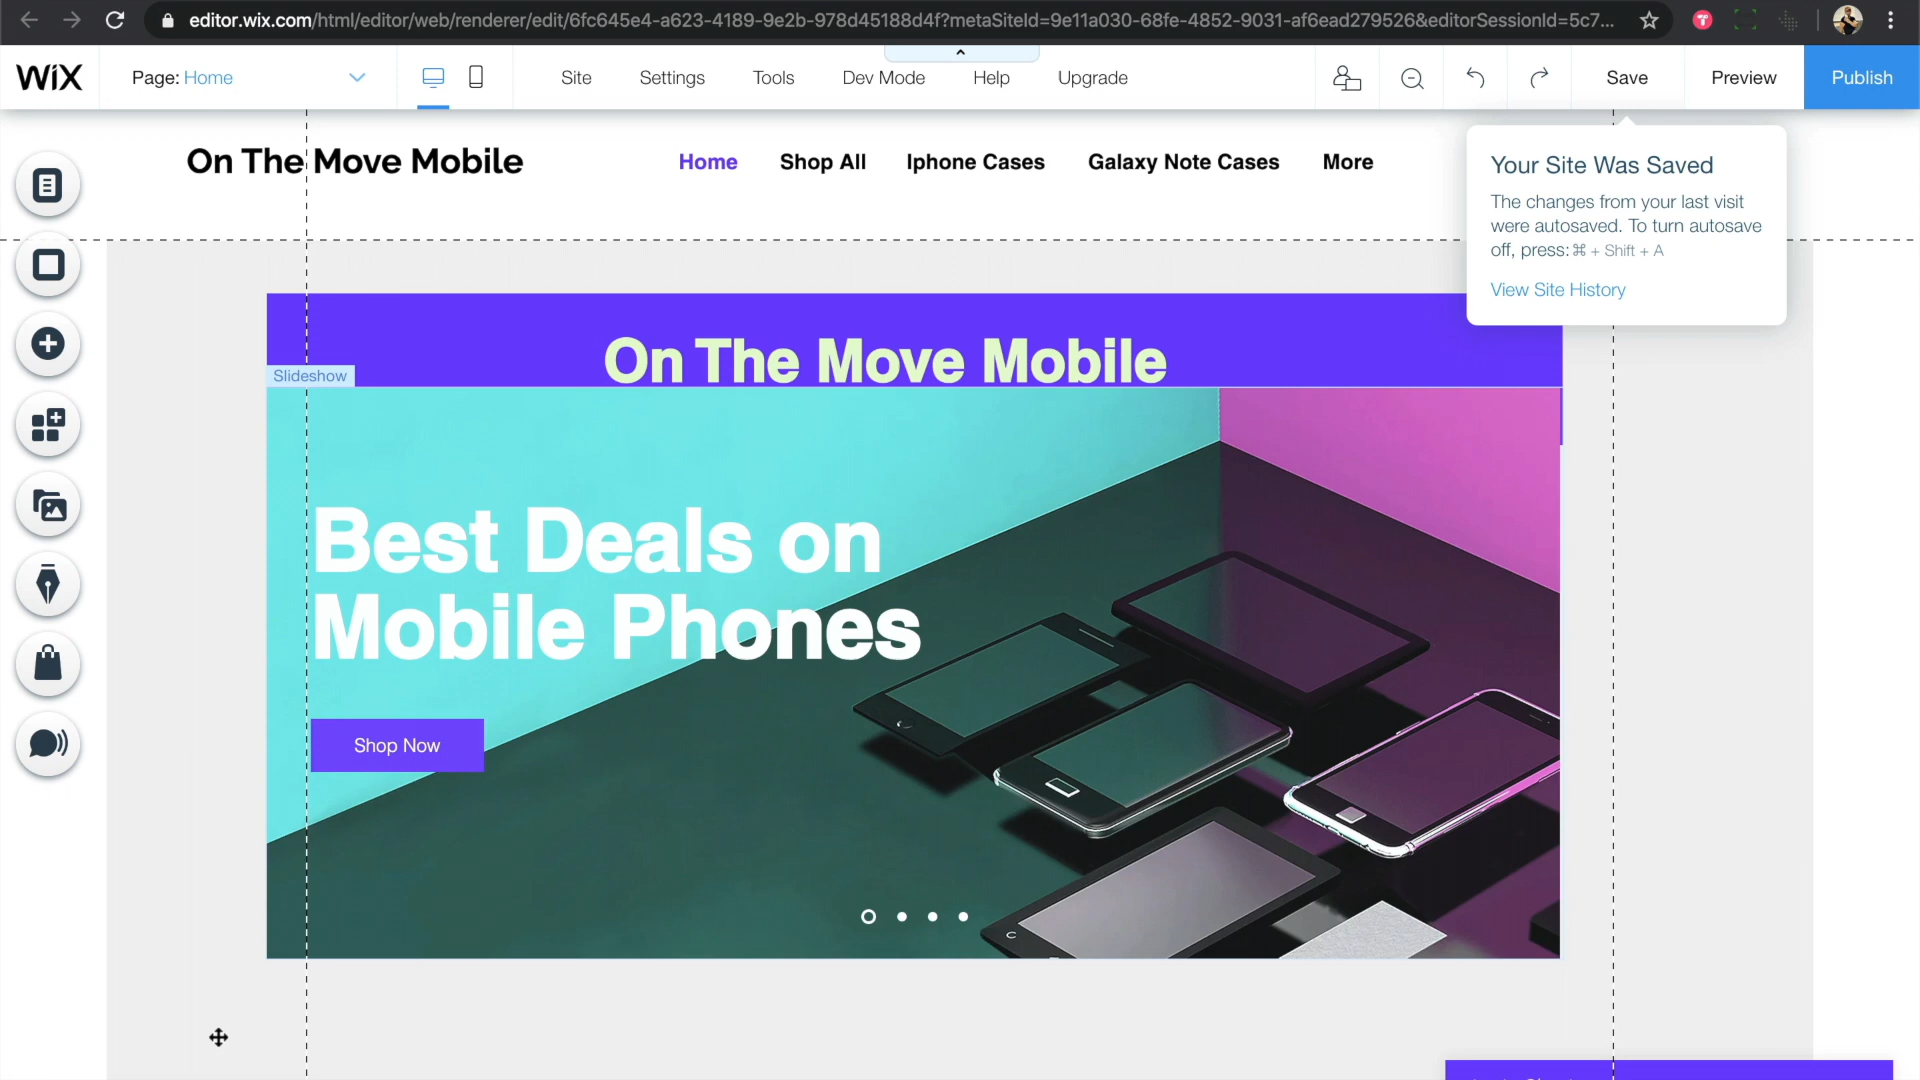 editor.wix.com/html/editor/web/renderer/edit/6fc645e4-a623-4189-9e2b-978d45188d4f?metaSiteId=9e11a030-68fe-4852-9031-af6ead279526&editorSessionId=5c7...
WiX
Page: Home
Site
Settings
Tools
Dev Mode
Help
Upgrade
Save
Preview
Publish
On The Move Mobile
Home
Shop All
Iphone Cases
Galaxy Note Cases
More
Your Site Was Saved
The changes from your last visit
were autosaved. To turn autosave
off, press:⌘ + Shift + A
View Site History
On The Move Mobile
Slideshow
Best Deals on
Mobile Phones
Shop Now